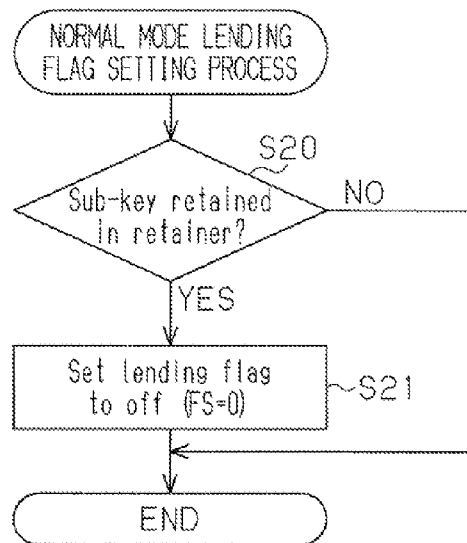 NORMAL MODE LENDING
FLAG SETTING PROCESS
S20
Sub-key retained
in retainer?
NO
YES
Set lending flag
to off (FS=0)
S21
END